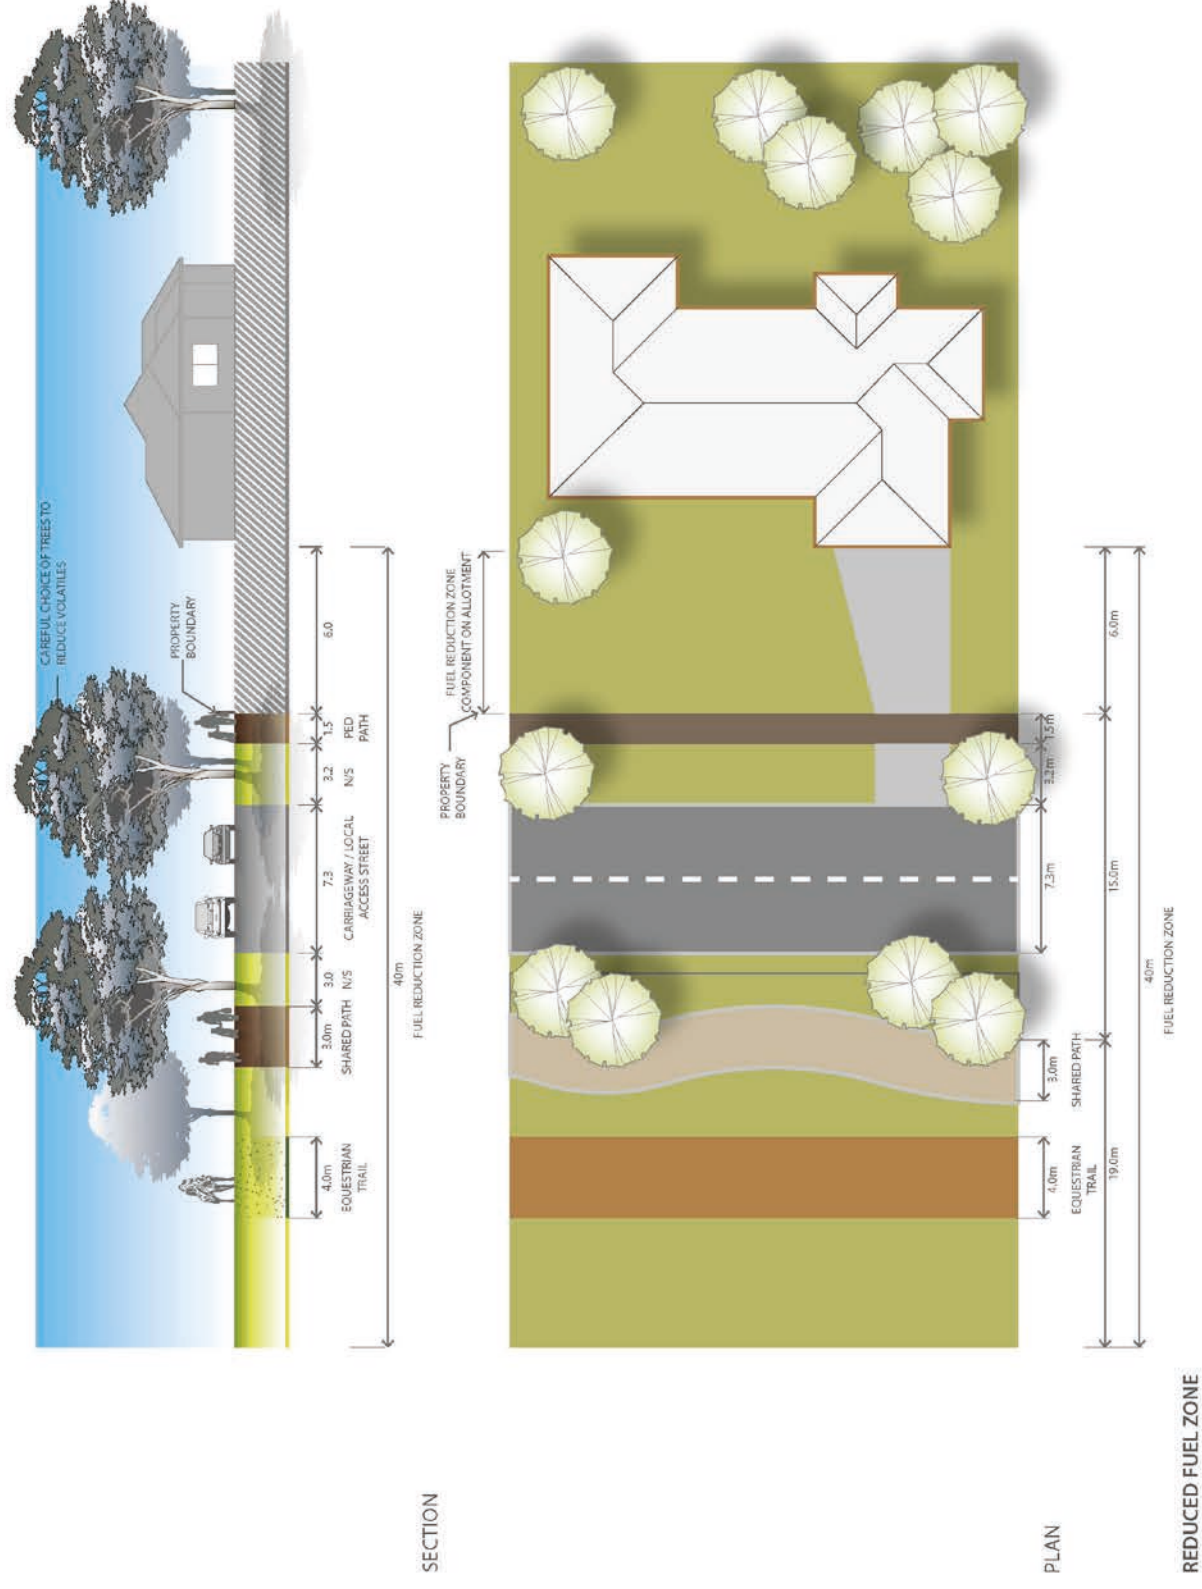 CAREFUL CHOICE OF TREES TO
REDUCE VOLATILES
PROPERTY
BOUNDARY
4.0m 3.0m 3.0 7.3 3.2 1.5 6.0
EQUESTRIAN
TRAIL
SHARED PATH
N/S
CARRIAGEWAY / LOCAL
ACCESS STREET
N/S
PED
PATH
40m
FUEL REDUCTION ZONE
SECTION
PROPERTY
BOUNDARY
FUEL REDUCTION ZONE
COMPONENT ON ALLOTMENT
4.0m 3.0m 7.3m 3.2m 1.5m
EQUESTRIAN
TRAIL
SHARED PATH
19.0m 15.0m 6.0m
40m
FUEL REDUCTION ZONE
PLAN
REDUCED FUEL ZONE